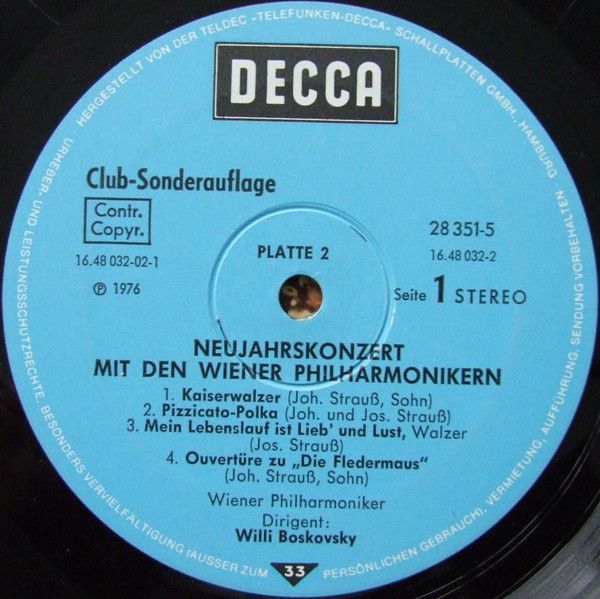 DECCA
Club-Sonderauflage
Contr.
Copyr.
16.48 032-02-1
℗ 1976
PLATTE 2
28 351-5
16.48 032-2
Seite 1 STEREO
NEUJAHRSKONZERT
MIT DEN WIENER PHILHARMONIKERN
1. Kaiserwalzer (Joh. Strauß, Sohn)
2. Pizzicato-Polka (Joh. und Jos. Strauß)
3. Mein Lebenslauf ist Lieb' und Lust, Walzer
(Jos. Strauß)
4. Ouvertüre zu „Die Fledermaus"
(Joh. Strauß, Sohn)
Wiener Philharmoniker
Dirigent:
Willi Boskovsky
33
HERGESTELLT VON DER TELDEC »TELEFUNKEN-DECCA« SCHALLPLATTEN GMBH, HAMBURG
URHEBER- UND LEISTUNGSSCHUTZRECHTE, BESONDERS VERVIELFÄLTIGUNG (AUSSER ZUM PERSÖNLICHEN GEBRAUCH), VERMIETUNG, AUFFÜHRUNG, SENDUNG VORBEHALTEN